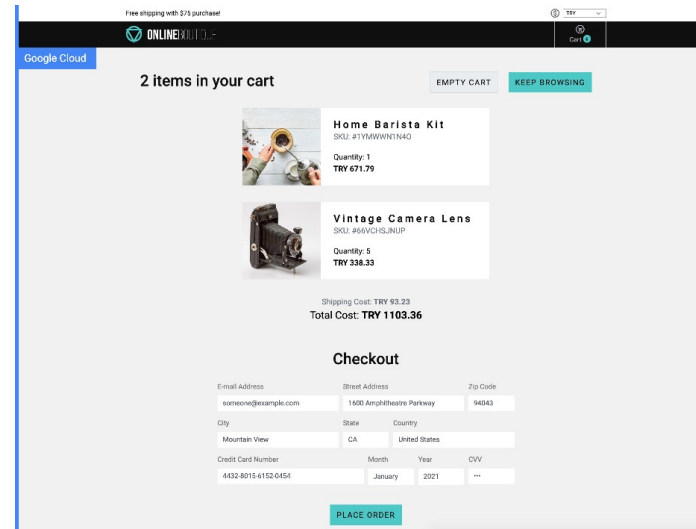 Free shipping with $75 purchase!
$ TRY
ONLINEBOUTIQUE
Cart
Google Cloud
2 items in your cart
EMPTY CART
KEEP BROWSING
Home Barista Kit
SKU: #1YMWWN1N4O
Quantity: 1
TRY 671.79
Vintage Camera Lens
SKU: #66VCHSJNUP
Quantity: 5
TRY 338.33
Shipping Cost: TRY 93.23
Total Cost: TRY 1103.36
Checkout
E-mail Address Street Address Zip Code
someone@example.com 1600 Amphitheatre Parkway 94043
City State Country
Mountain View CA United States
Credit Card Number Month Year CVV
4432-8015-6152-0454 January 2021 •••
PLACE ORDER